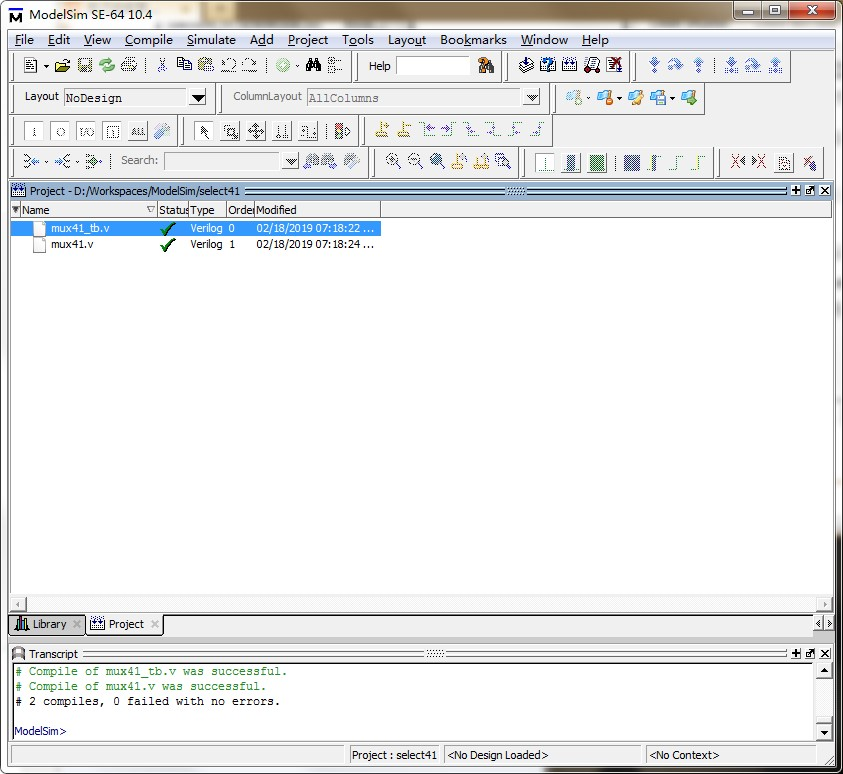 ModelSim SE-64 10.4
File Edit View Compile Simulate Add Project Tools Layout Bookmarks Window Help
Help
Layout NoDesign ColumnLayout AllColumns
Search:
Project - D:/Workspaces/ModelSim/select41
Name Status Type Order Modified
mux41_tb.v Verilog 0 02/18/2019 07:18:22 ...
mux41.v Verilog 1 02/18/2019 07:18:24 ...
Library Project
Transcript
# Compile of mux41_tb.v was successful.
# Compile of mux41.v was successful.
# 2 compiles, 0 failed with no errors.
ModelSim>
Project : select41 <No Design Loaded> <No Context>